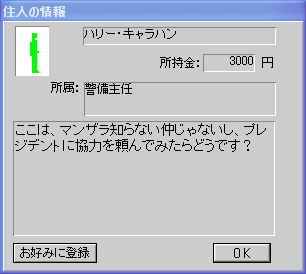 住人の情報
ハリー・キャラハン
所持金: 3000 円
所属: 警備主任
ここは、マンザラ知らない仲じゃないし、プレ
ジデントに協力を頼んでみたらどうです？
お好みに登録
OK